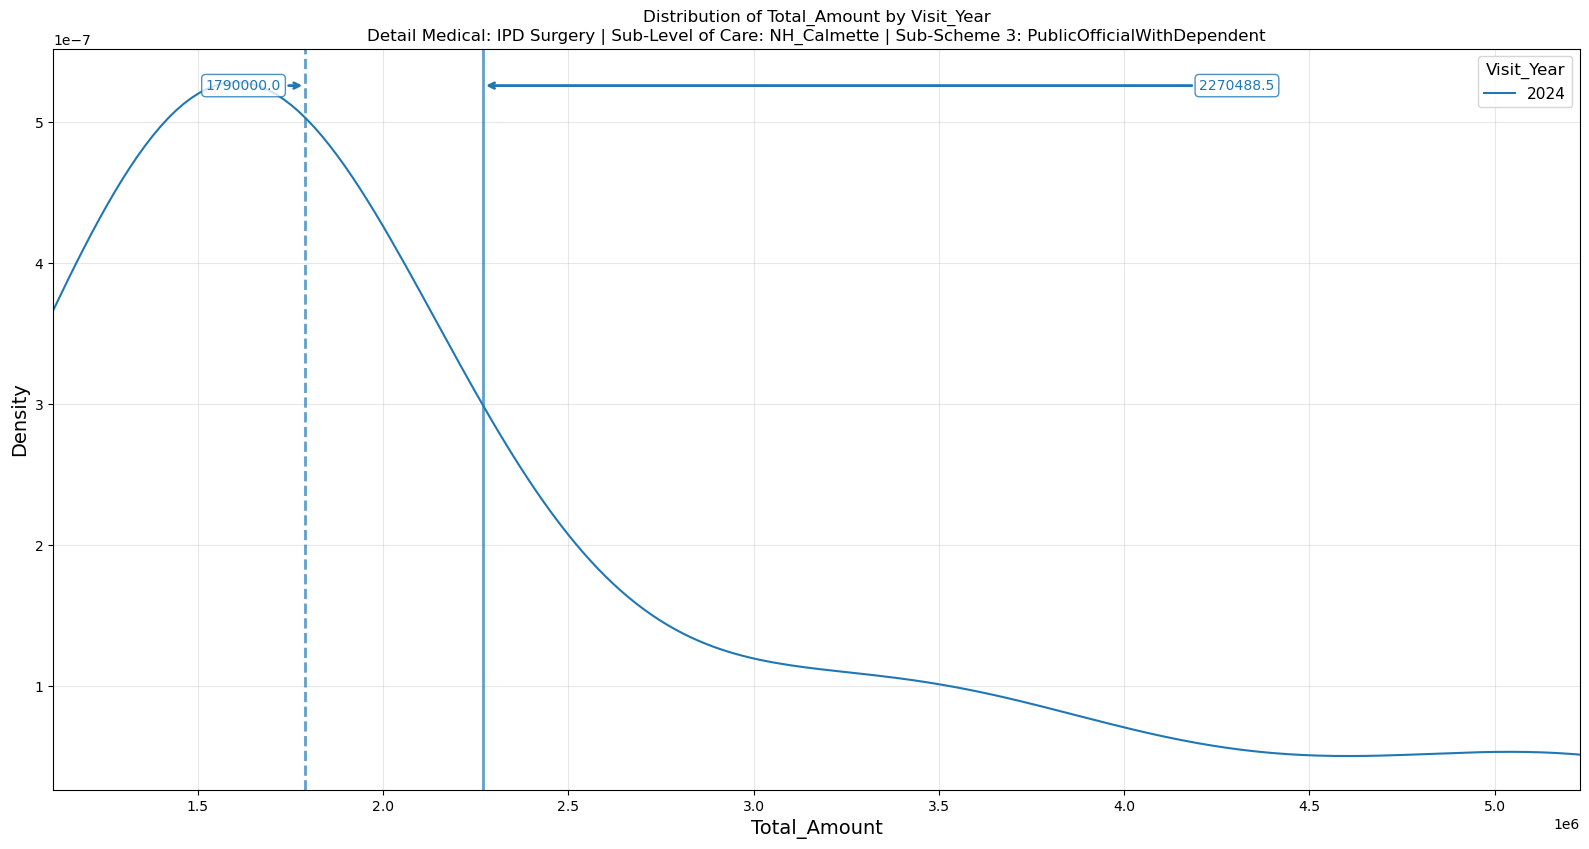 Distribution of Total_Amount by Visit_Year
Detail Medical: IPD Surgery | Sub-Level of Care: NH_Calmette | Sub-Scheme 3: PublicOfficialWithDependent
1e−7
1790000.0
2270488.5
Visit_Year
2024
5
4
3
2
1
Density
1.5 2.0 2.5 3.0 3.5 4.0 4.5 5.0
1e6
Total_Amount